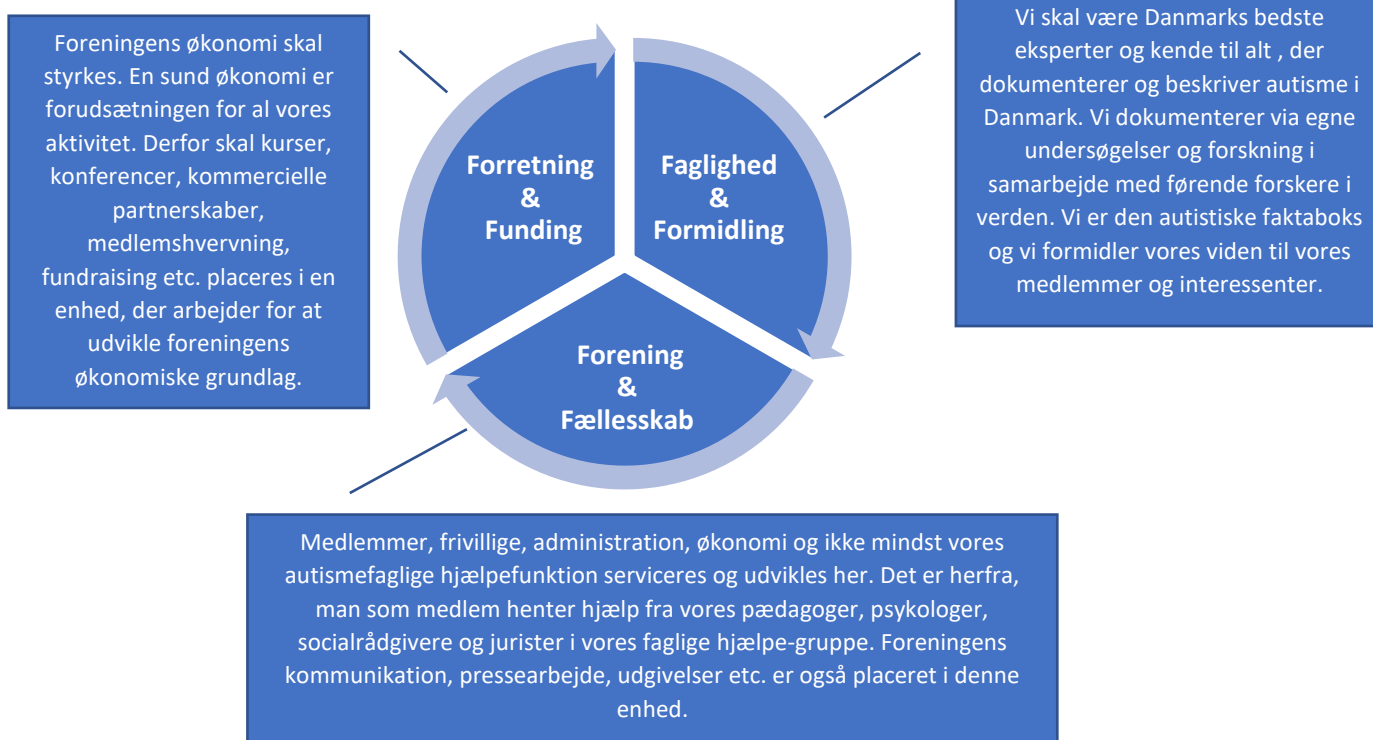 Foreningens økonomi skal
styrkes. En sund økonomi er
forudsætningen for al vores
aktivitet. Derfor skal kurser,
konferencer, kommercielle
partnerskaber,
medlemshvervning,
fundraising etc. placeres i en
enhed, der arbejder for at
udvikle foreningens
økonomiske grundlag.
Forretning
&
Funding
Faglighed
&
Formidling
Vi skal være Danmarks bedste
eksperter og kende til alt , der
dokumenterer og beskriver autisme i
Danmark. Vi dokumenterer via egne
undersøgelser og forskning i
samarbejde med førende forskere i
verden. Vi er den autistiske faktaboks
og vi formidler vores viden til vores
medlemmer og interessenter.
Forening
&
Fællesskab
Medlemmer, frivillige, administration, økonomi og ikke mindst vores
autismefaglige hjælpefunktion serviceres og udvikles her. Det er herfra,
man som medlem henter hjælp fra vores pædagoger, psykologer,
socialrådgivere og jurister i vores faglige hjælpe-gruppe. Foreningens
kommunikation, pressearbejde, udgivelser etc. er også placeret i denne
enhed.